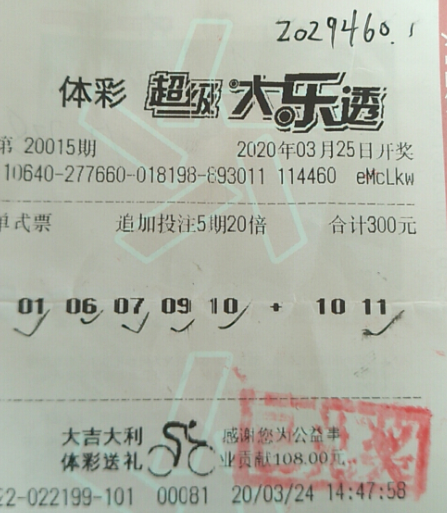 2029460.1
体彩 超级大乐透
第 20015期 2020年03月25日开奖
10640-277660-018198-893011 114460 eMcLkw
单式票 追加投注5期20倍 合计300元
01 06 07 09 10 + 10 11
大吉大利 感谢您为公益事
体彩送礼 业贡献108.00元
22-022199-101 00081 20/03/24 14:47:58